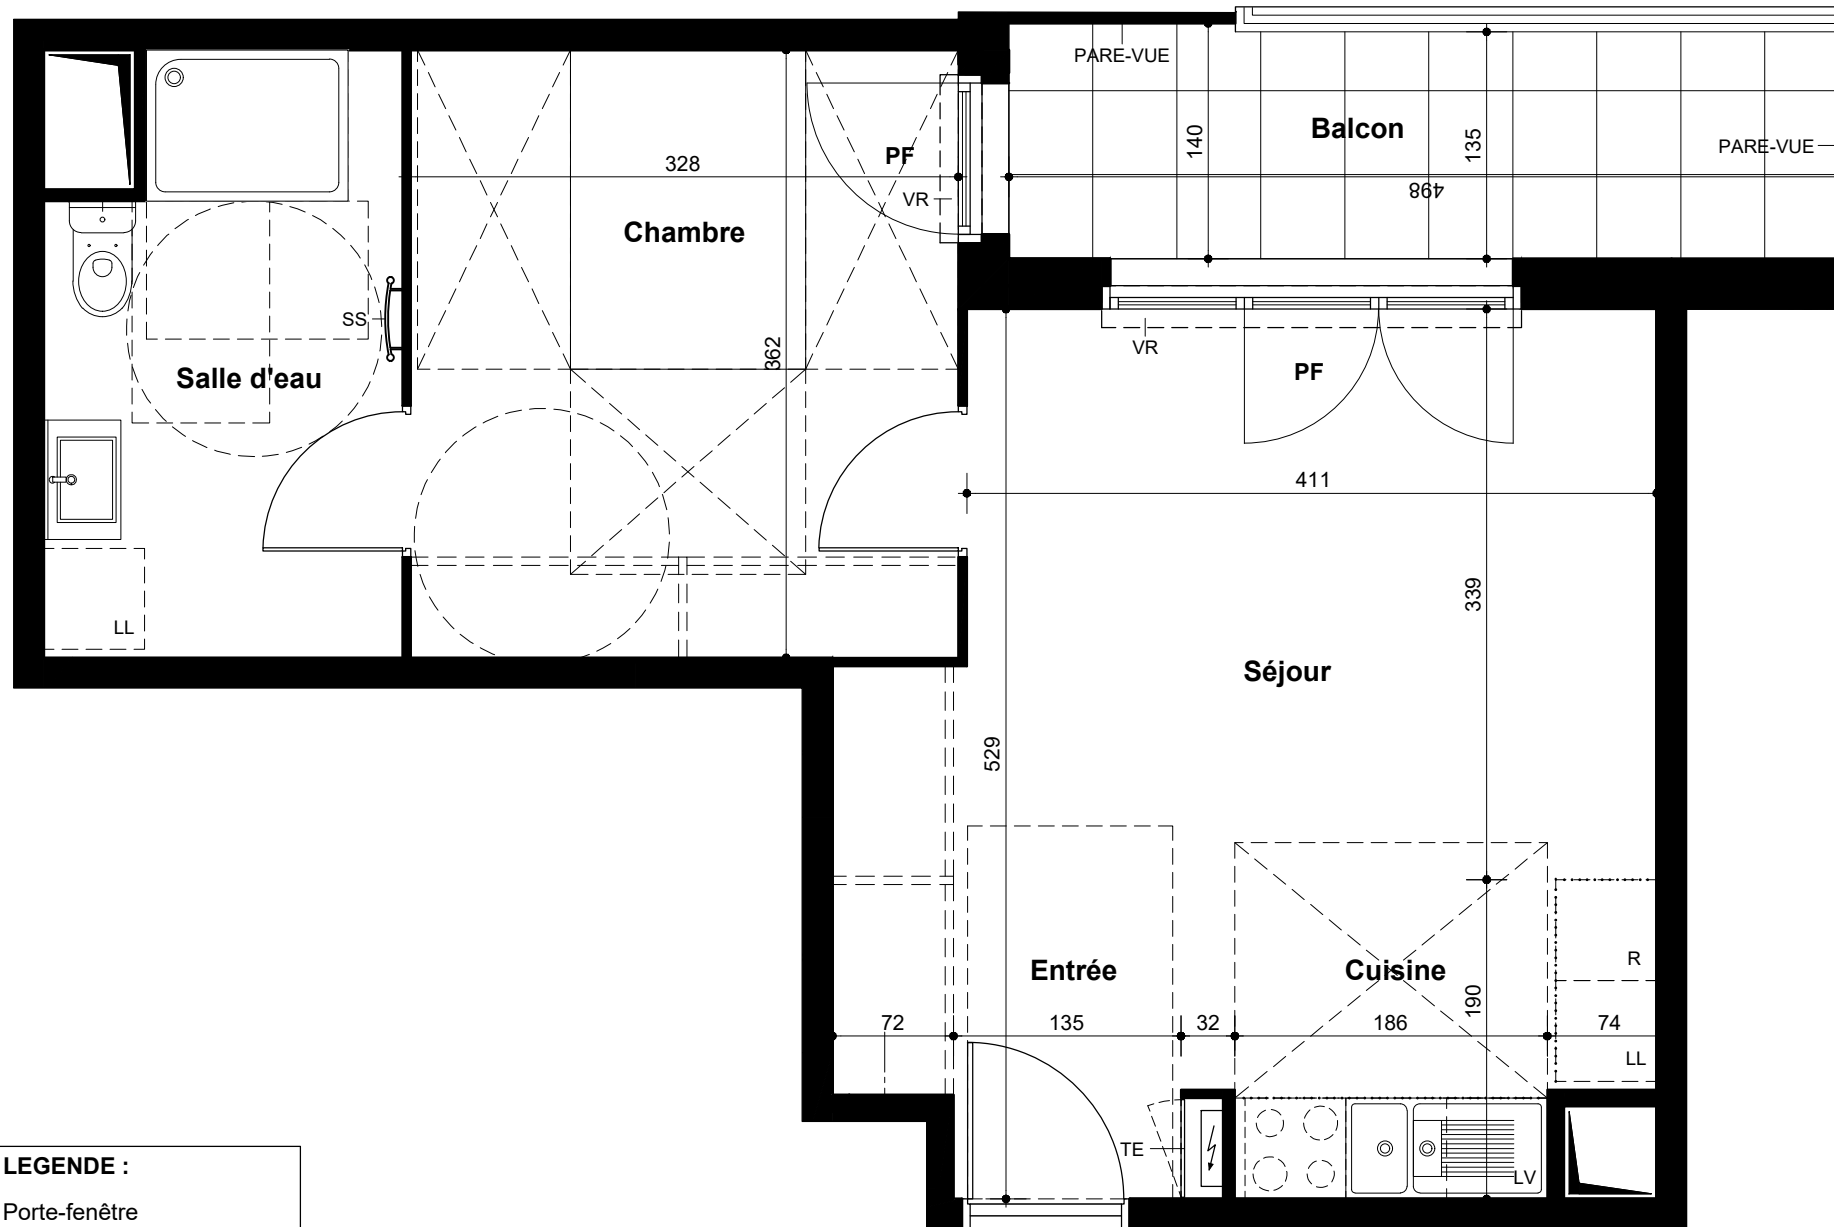 PARE-VUE
Balcon
140
135
PARE-VUE
498
328
PF
VR
Chambre
SS
Salle d'eau
362
VR
PF
411
LL
339
Séjour
529
Entrée
Cuisine
R
190
72
135
32
186
74
LL
TE
LV
LEGENDE :
Porte-fenêtre